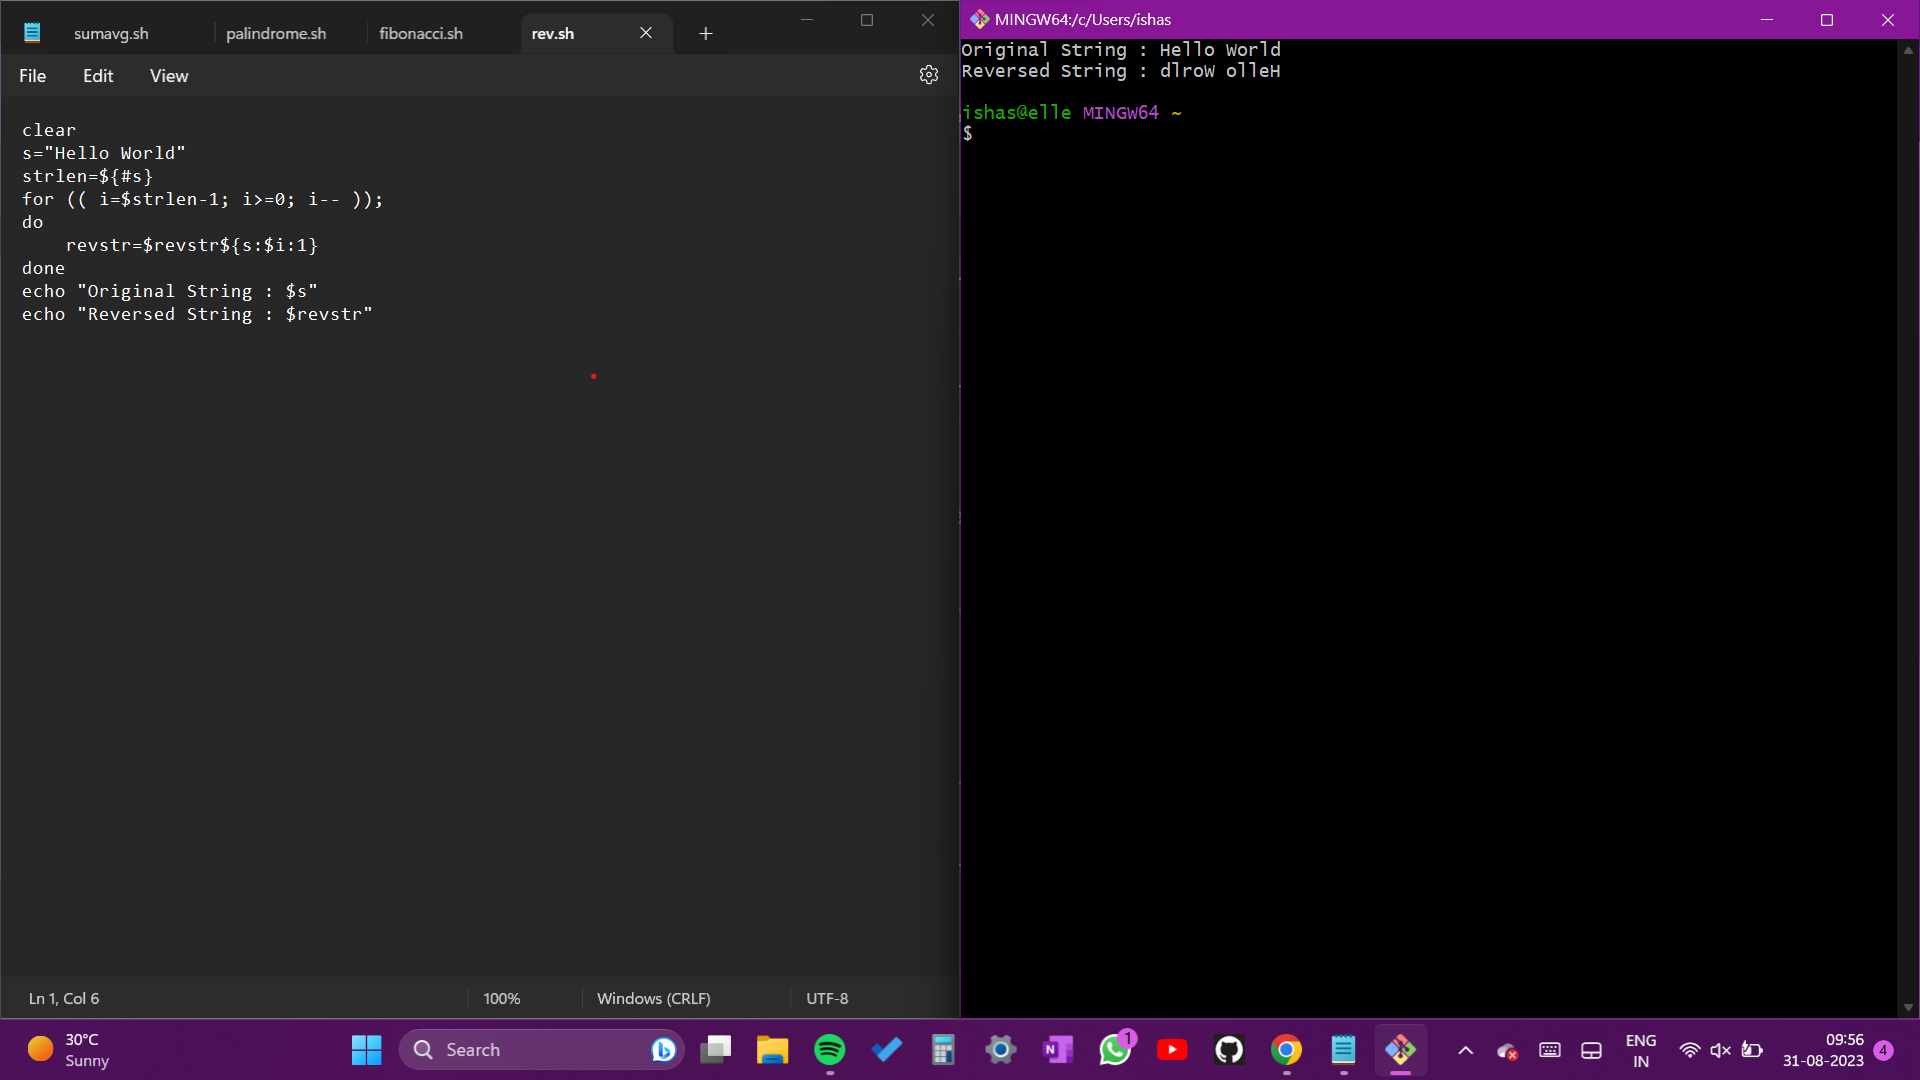 sumavg.sh
palindrome.sh
fibonacci.sh
rev.sh
File Edit View
clear
s="Hello World"
strlen=${#s}
for (( i=$strlen-1; i>=0; i-- ));
do
    revstr=$revstr${s:$i:1}
done
echo "Original String : $s"
echo "Reversed String : $revstr"
Ln 1, Col 6
100%
Windows (CRLF)
UTF-8
MINGW64:/c/Users/ishas
Original String : Hello World
Reversed String : dlroW olleH
ishas@elle MINGW64 ~
$
30°C
Sunny
Search
N
1
ENG
IN
09:56
31-08-2023
4